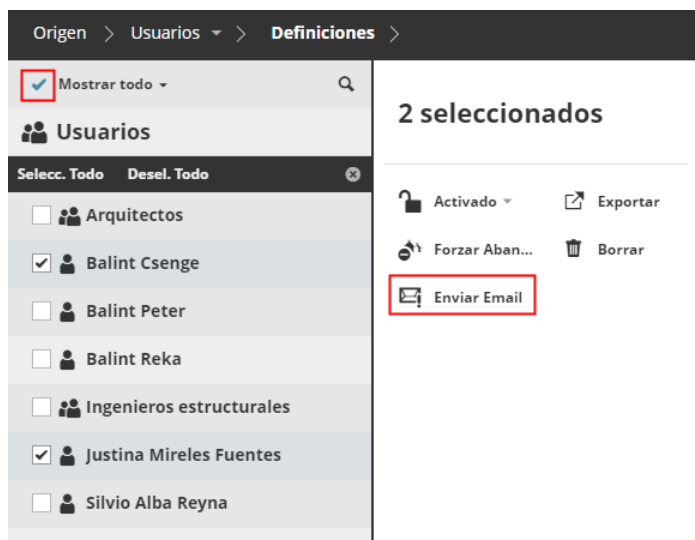 Origen > Usuarios > Definiciones >
Mostrar todo
Usuarios
Selecc. Todo Desel. Todo
Arquitectos
Balint Csenge
Balint Peter
Balint Reka
Ingenieros estructurales
Justina Mireles Fuentes
Silvio Alba Reyna
2 seleccionados
Activado Exportar
Forzar Aban... Borrar
Enviar Email